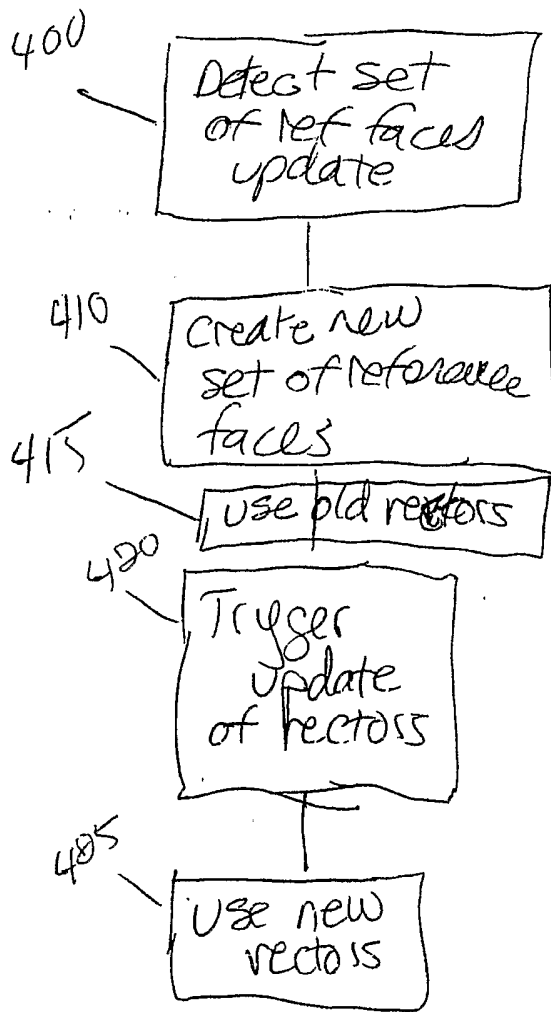 400
Detect set
of ref faces
update
410
Create new
set of reference
faces
415
use old vectors
420
Trigger
update
of vectors
425
Use new
vectors